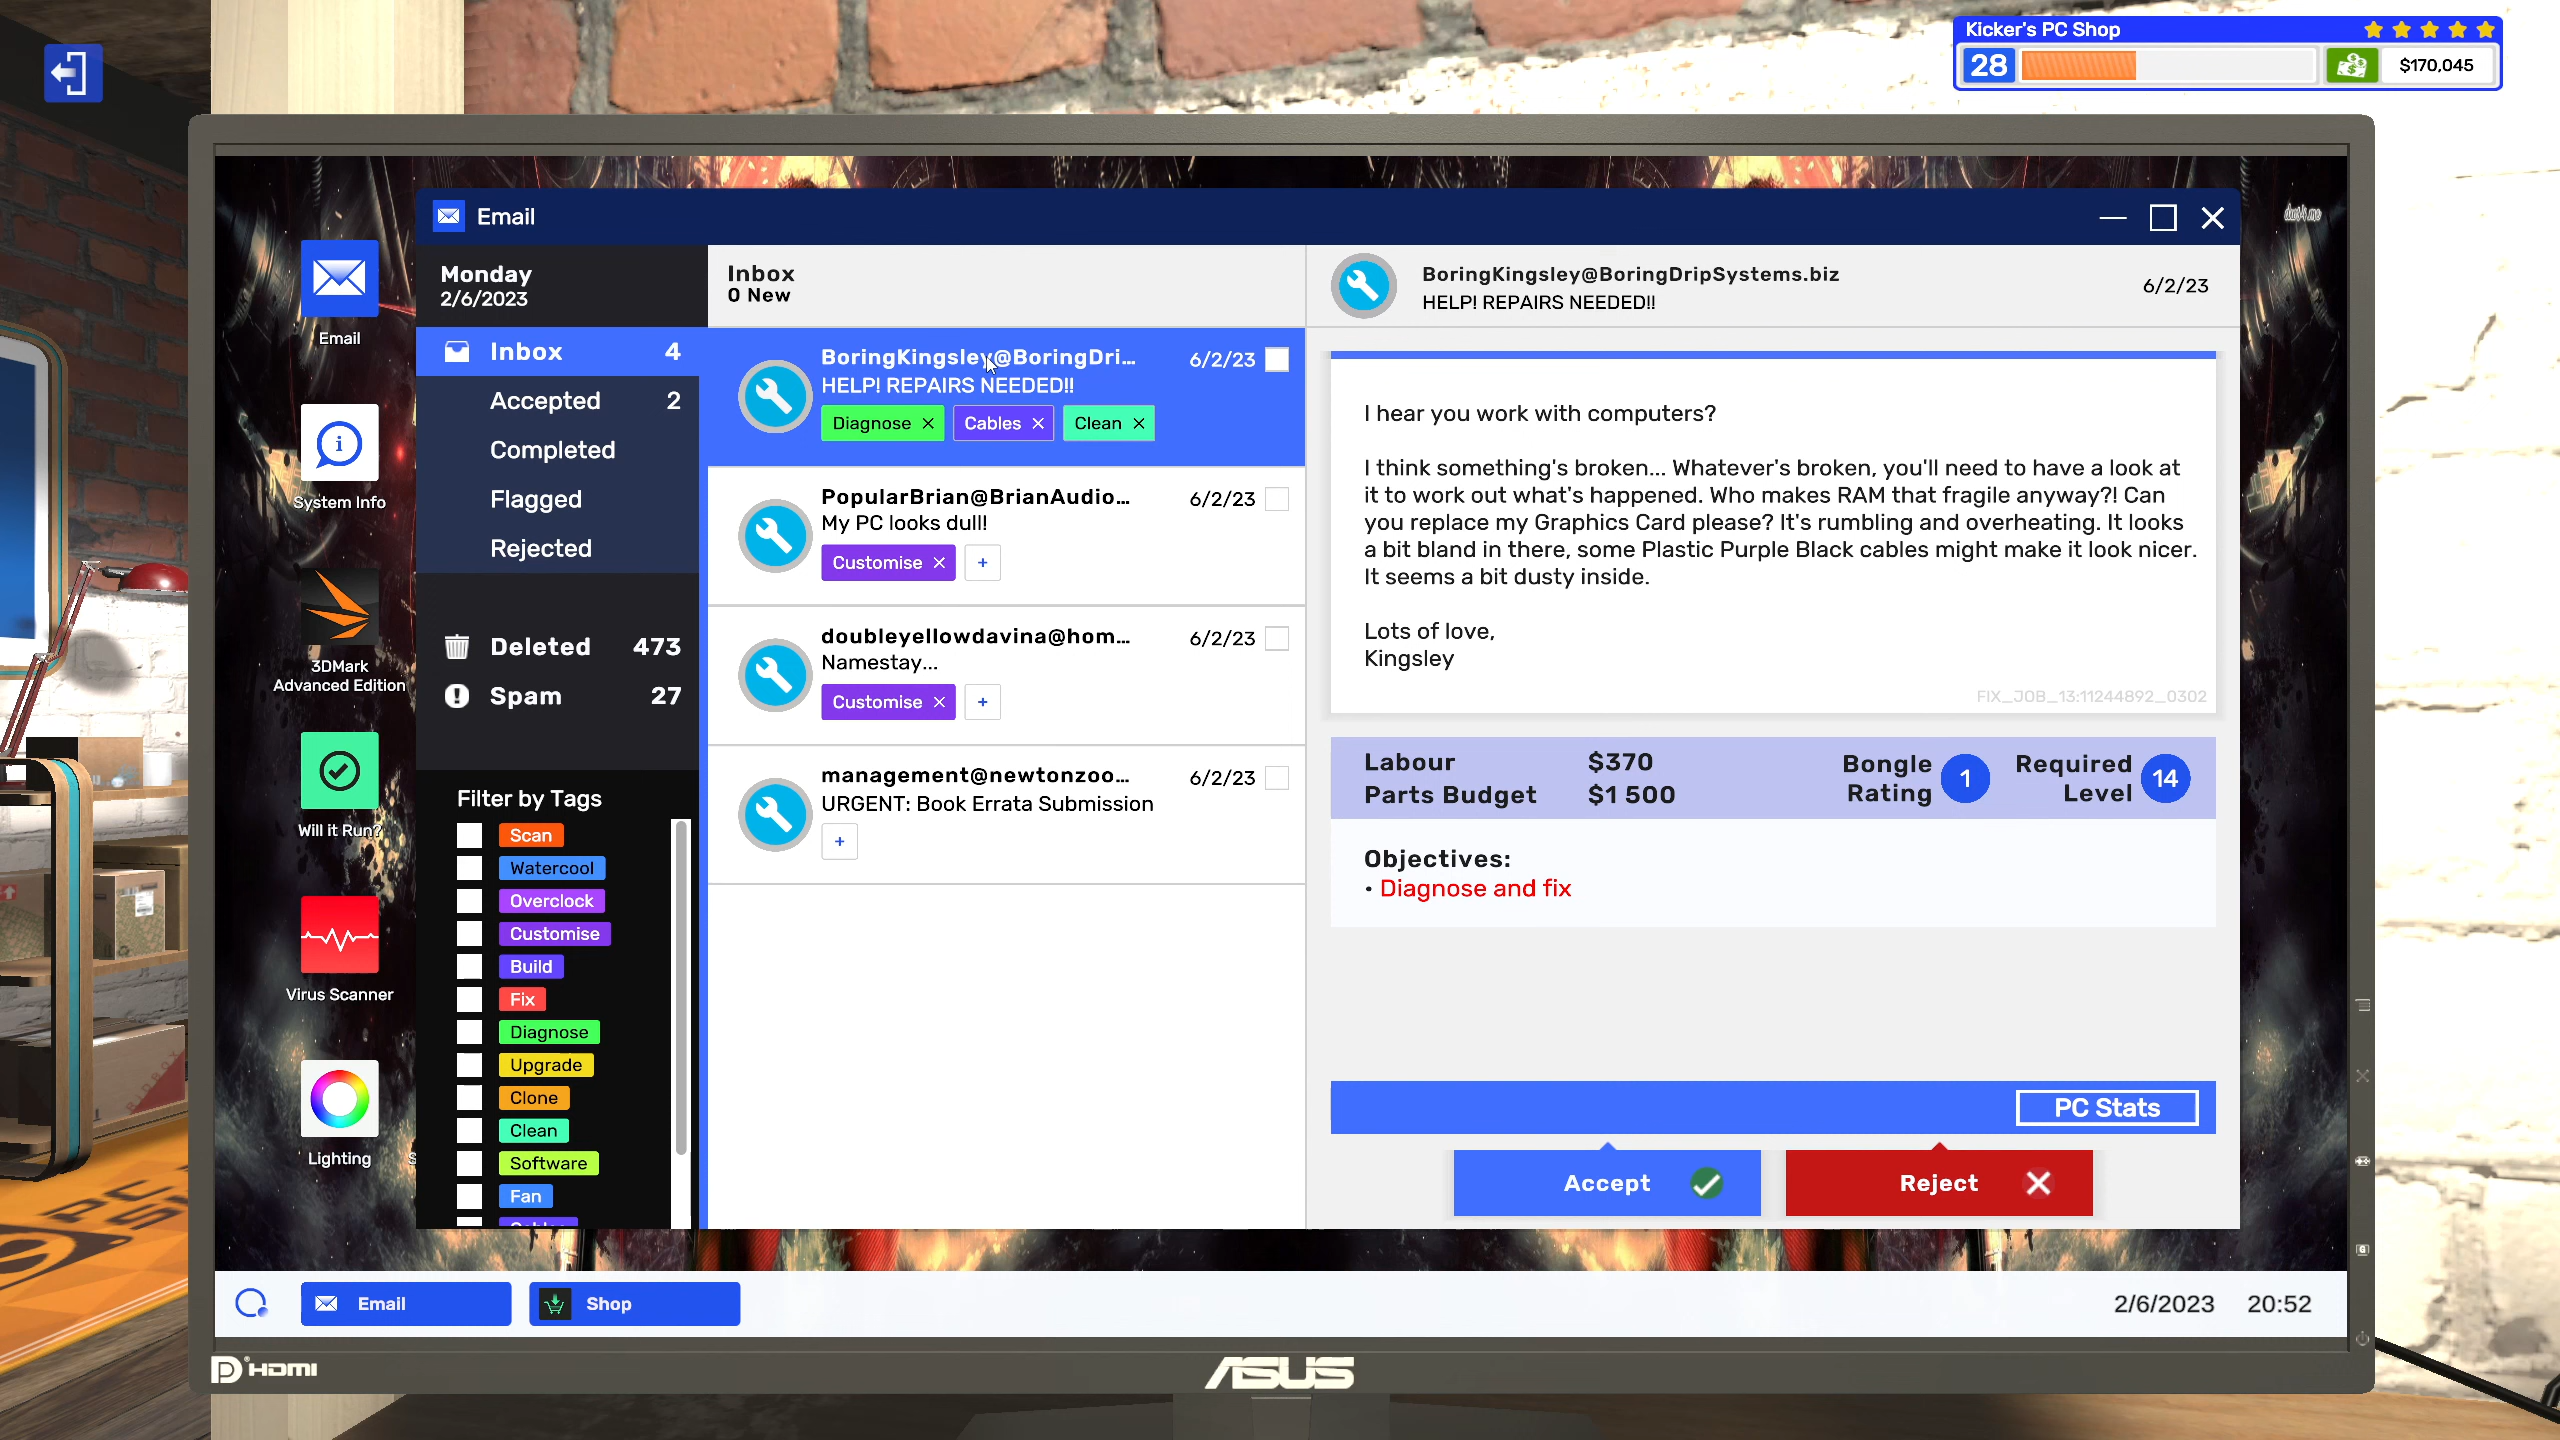 Kicker's PC Shop
28
$170,045
Email
Monday
2/6/2023
Inbox
0 New
BoringKingsley@BoringDripSystems.biz
HELP! REPAIRS NEEDED!!
6/2/23
Email
System Info
3DMark
Advanced Edition
Will it Run?
Virus Scanner
Lighting
Inbox 4
Accepted 2
Completed
Flagged
Rejected
Deleted 473
Spam 27
Filter by Tags
Scan
Watercool
Overclock
Customise
Build
Fix
Diagnose
Upgrade
Clone
Clean
Software
Fan
BoringKingsley@BoringDri... 6/2/23
HELP! REPAIRS NEEDED!!
Diagnose × Cables × Clean ×
PopularBrian@BrianAudio... 6/2/23
My PC looks dull!
Customise × +
doubleyellowdavina@hom... 6/2/23
Namestay...
Customise × +
management@newtonzoo... 6/2/23
URGENT: Book Errata Submission
+
I hear you work with computers?
I think something's broken... Whatever's broken, you'll need to have a look at
it to work out what's happened. Who makes RAM that fragile anyway?! Can
you replace my Graphics Card please? It's rumbling and overheating. It looks
a bit bland in there, some Plastic Purple Black cables might make it look nicer.
It seems a bit dusty inside.
Lots of love,
Kingsley
FIX_JOB_13:11244892_0302
Labour $370
Parts Budget $1 500
Bongle
Rating 1
Required
Level 14
Objectives:
• Diagnose and fix
PC Stats
Accept
Reject
Email
Shop
2/6/2023 20:52
HDMI
ASUS